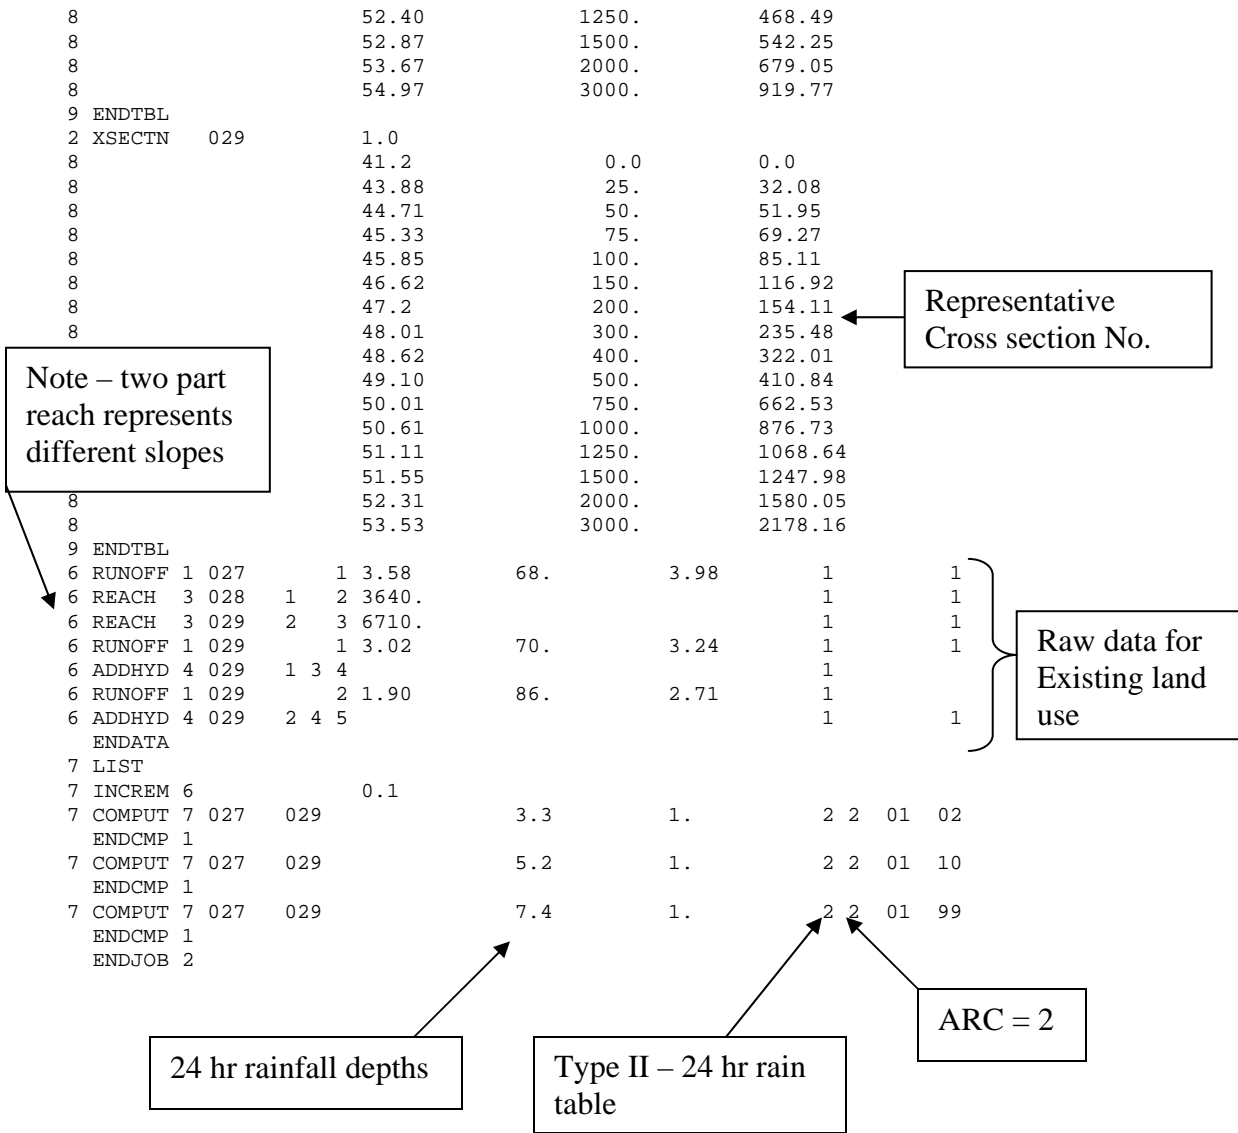 8 52.40 1250. 468.49
8 52.87 1500. 542.25
8 53.67 2000. 679.05
8 54.97 3000. 919.77
9 ENDTBL
2 XSECTN 029 1.0
8 41.2 0.0 0.0
8 43.88 25. 32.08
8 44.71 50. 51.95
8 45.33 75. 69.27
8 45.85 100. 85.11
8 46.62 150. 116.92
8 47.2 200. 154.11
8 48.01 300. 235.48
48.62 400. 322.01
49.10 500. 410.84
50.01 750. 662.53
50.61 1000. 876.73
51.11 1250. 1068.64
51.55 1500. 1247.98
8 52.31 2000. 1580.05
8 53.53 3000. 2178.16
9 ENDTBL
6 RUNOFF 1 027 1 3.58 68. 3.98 1 1
6 REACH 3 028 1 2 3640. 1 1
6 REACH 3 029 2 3 6710. 1 1
6 RUNOFF 1 029 1 3.02 70. 3.24 1 1
6 ADDHYD 4 029 1 3 4 1
6 RUNOFF 1 029 2 1.90 86. 2.71 1
6 ADDHYD 4 029 2 4 5 1 1
ENDATA
7 LIST
7 INCREM 6 0.1
7 COMPUT 7 027 029 3.3 1. 2 2 01 02
ENDCMP 1
7 COMPUT 7 027 029 5.2 1. 2 2 01 10
ENDCMP 1
7 COMPUT 7 027 029 7.4 1. 2 2 01 99
ENDCMP 1
ENDJOB 2
Representative
Cross section No.
Note – two part
reach represents
different slopes
Raw data for
Existing land
use
ARC = 2
24 hr rainfall depths
Type II – 24 hr rain
table